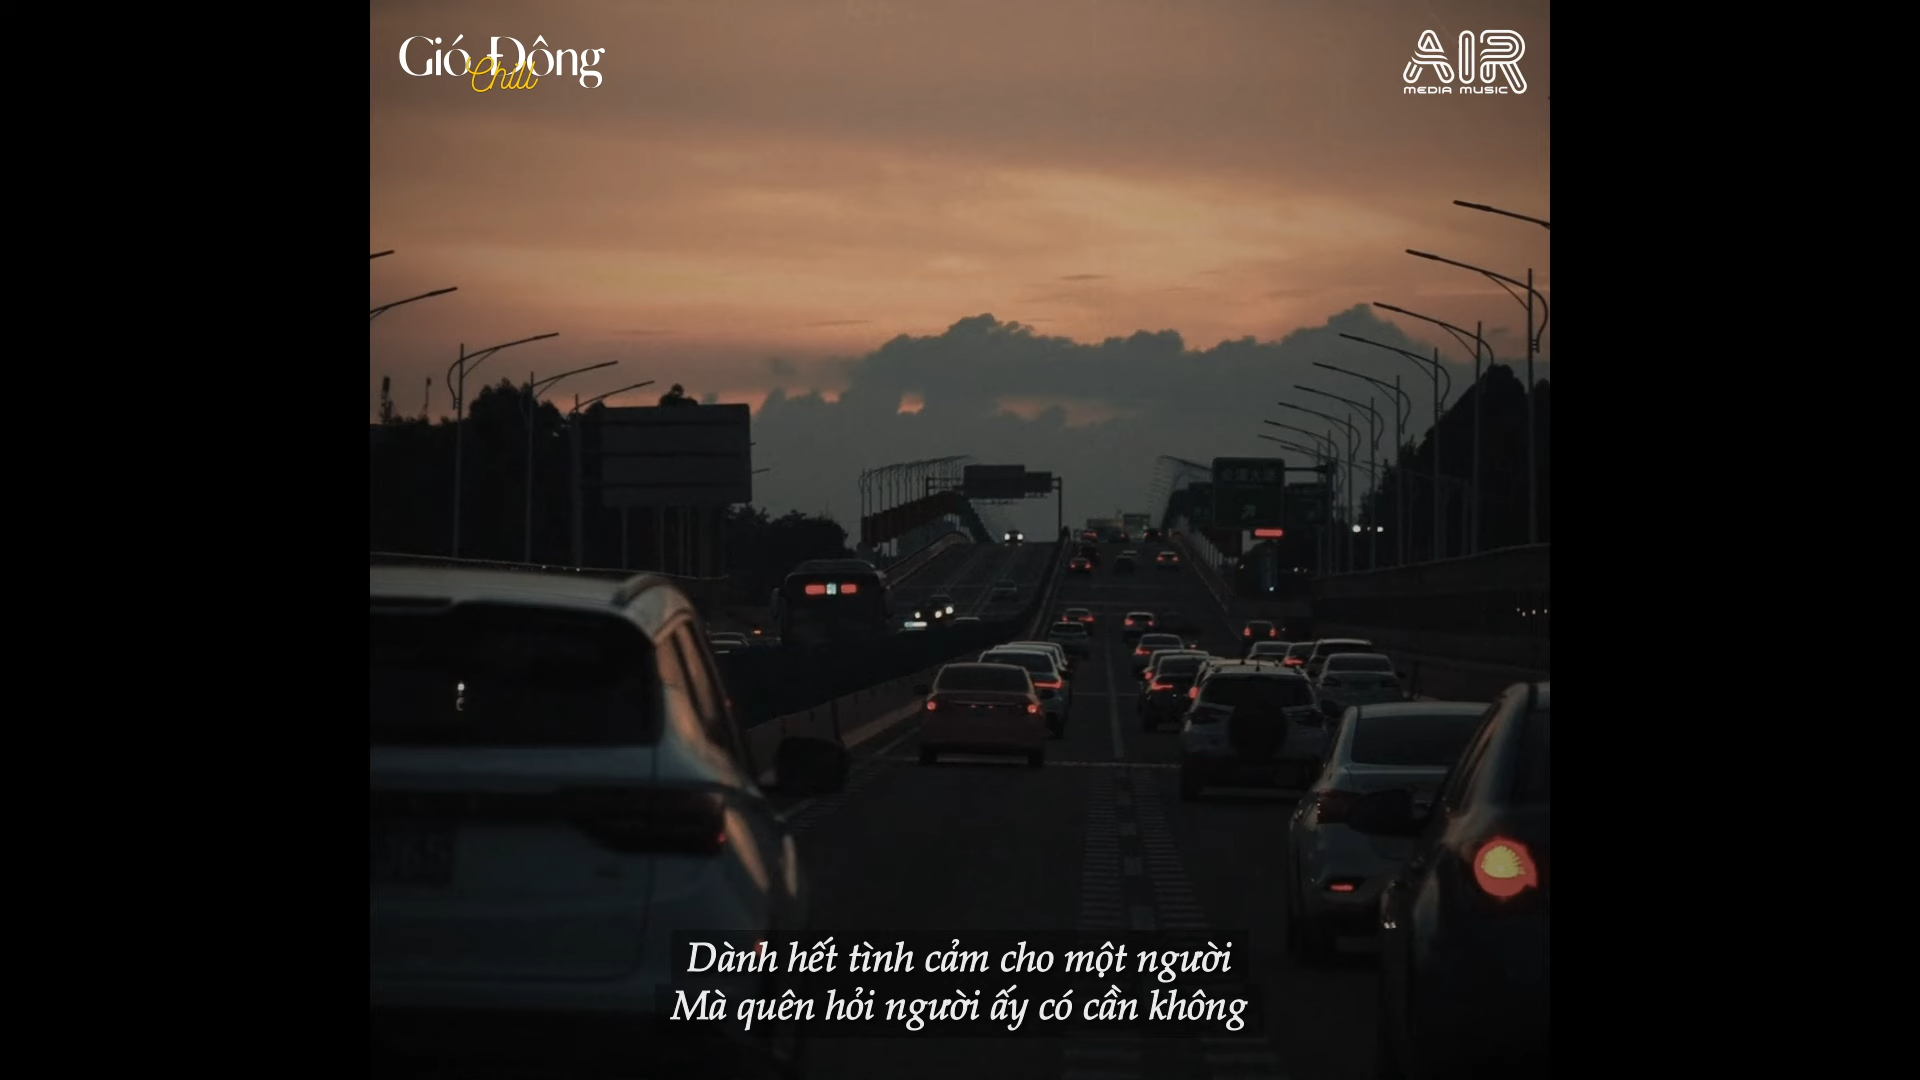 Gió Đông
Chill
AIR
MEDIA MUSIC
Dành hết tình cảm cho một người
Mà quên hỏi người ấy có cần không